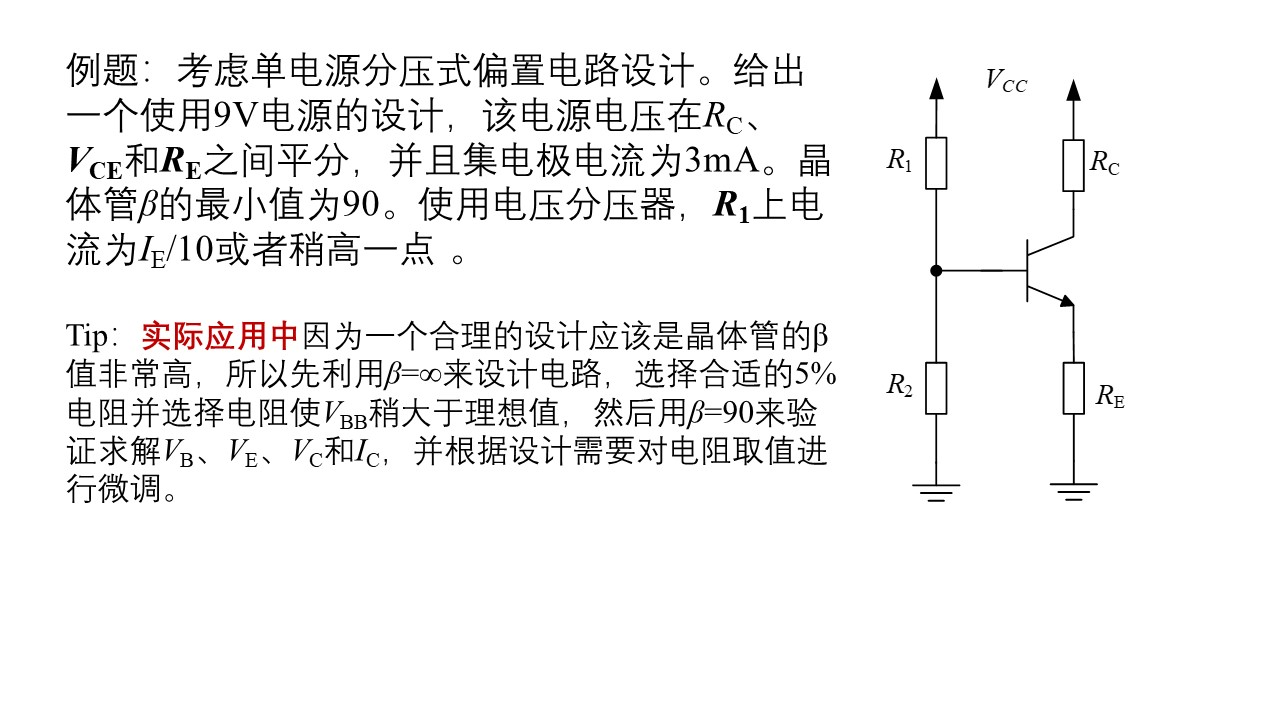 例题：考虑单电源分压式偏置电路设计。给出
一个使用9V电源的设计，该电源电压在RC、
VCE和RE之间平分，并且集电极电流为3mA。晶
体管β的最小值为90。使用电压分压器，R1上电
流为IE/10或者稍高一点 。
Tip：实际应用中因为一个合理的设计应该是晶体管的β
值非常高，所以先利用β=∞来设计电路，选择合适的5%
电阻并选择电阻使VBB稍大于理想值，然后用β=90来验
证求解VB、VE、VC和IC，并根据设计需要对电阻取值进
行微调。
VCC
R1
RC
R2
RE